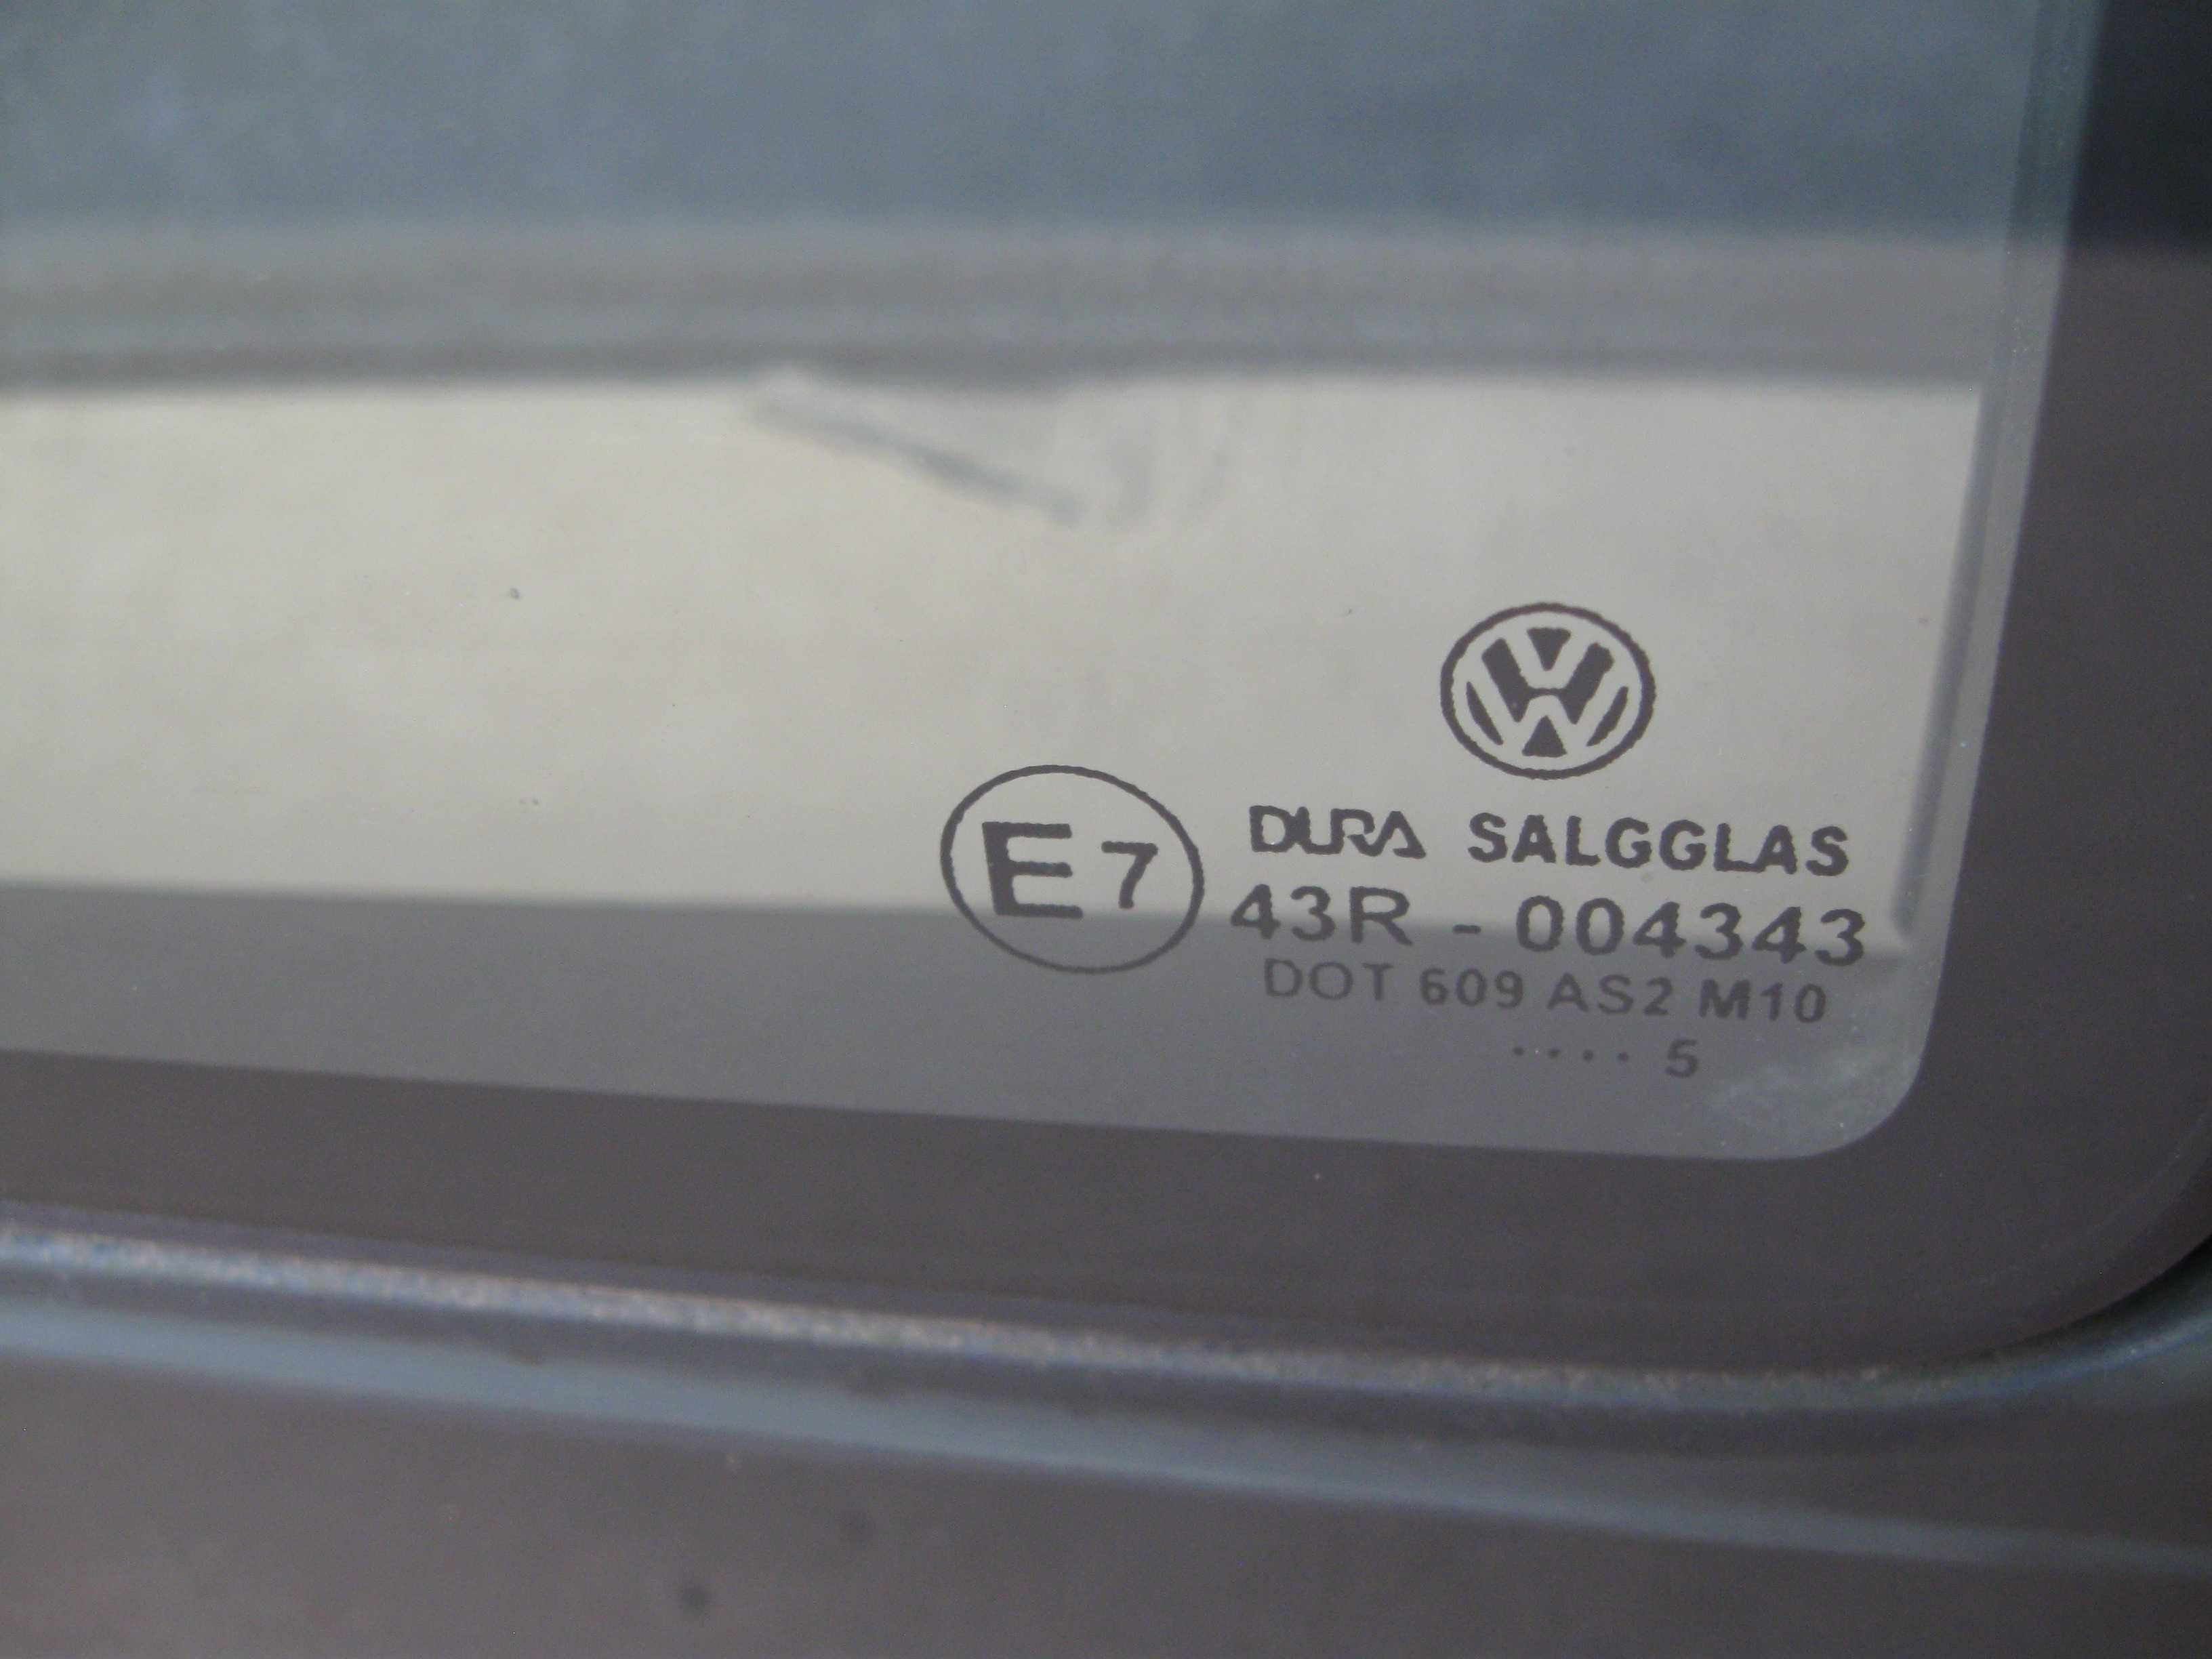 VW
DURA SALGGLAS
E7
43R - 004343
DOT 609 AS2 M10
.... 5